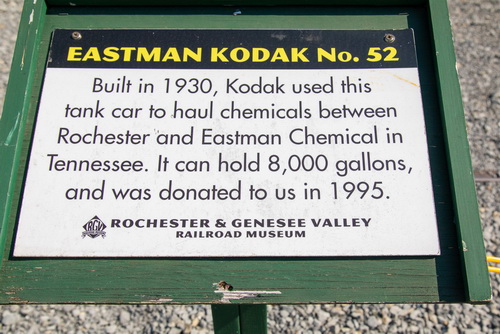 EASTMAN KODAK No. 52
Built in 1930, Kodak used this
tank car to haul chemicals between
Rochester and Eastman Chemical in
Tennessee. It can hold 8,000 gallons,
and was donated to us in 1995.
RGV ROCHESTER & GENESEE VALLEY
RAILROAD MUSEUM